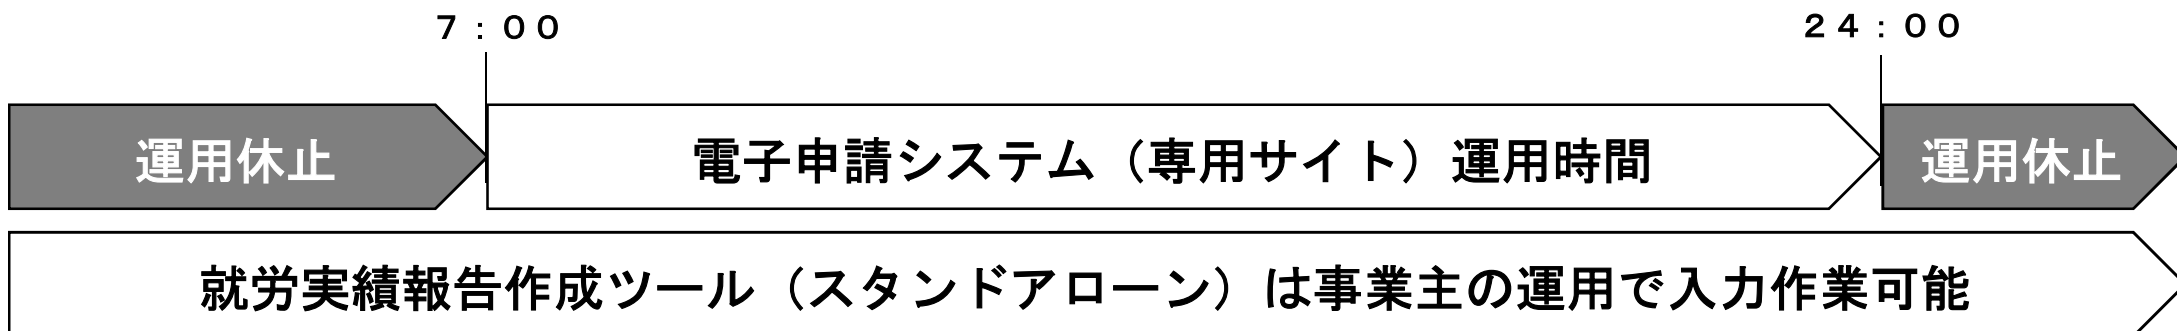 ７：００
２４：００
運用休止
電子申請システム（専用サイト）運用時間
運用休止
就労実績報告作成ツール（スタンドアローン）は事業主の運用で入力作業可能